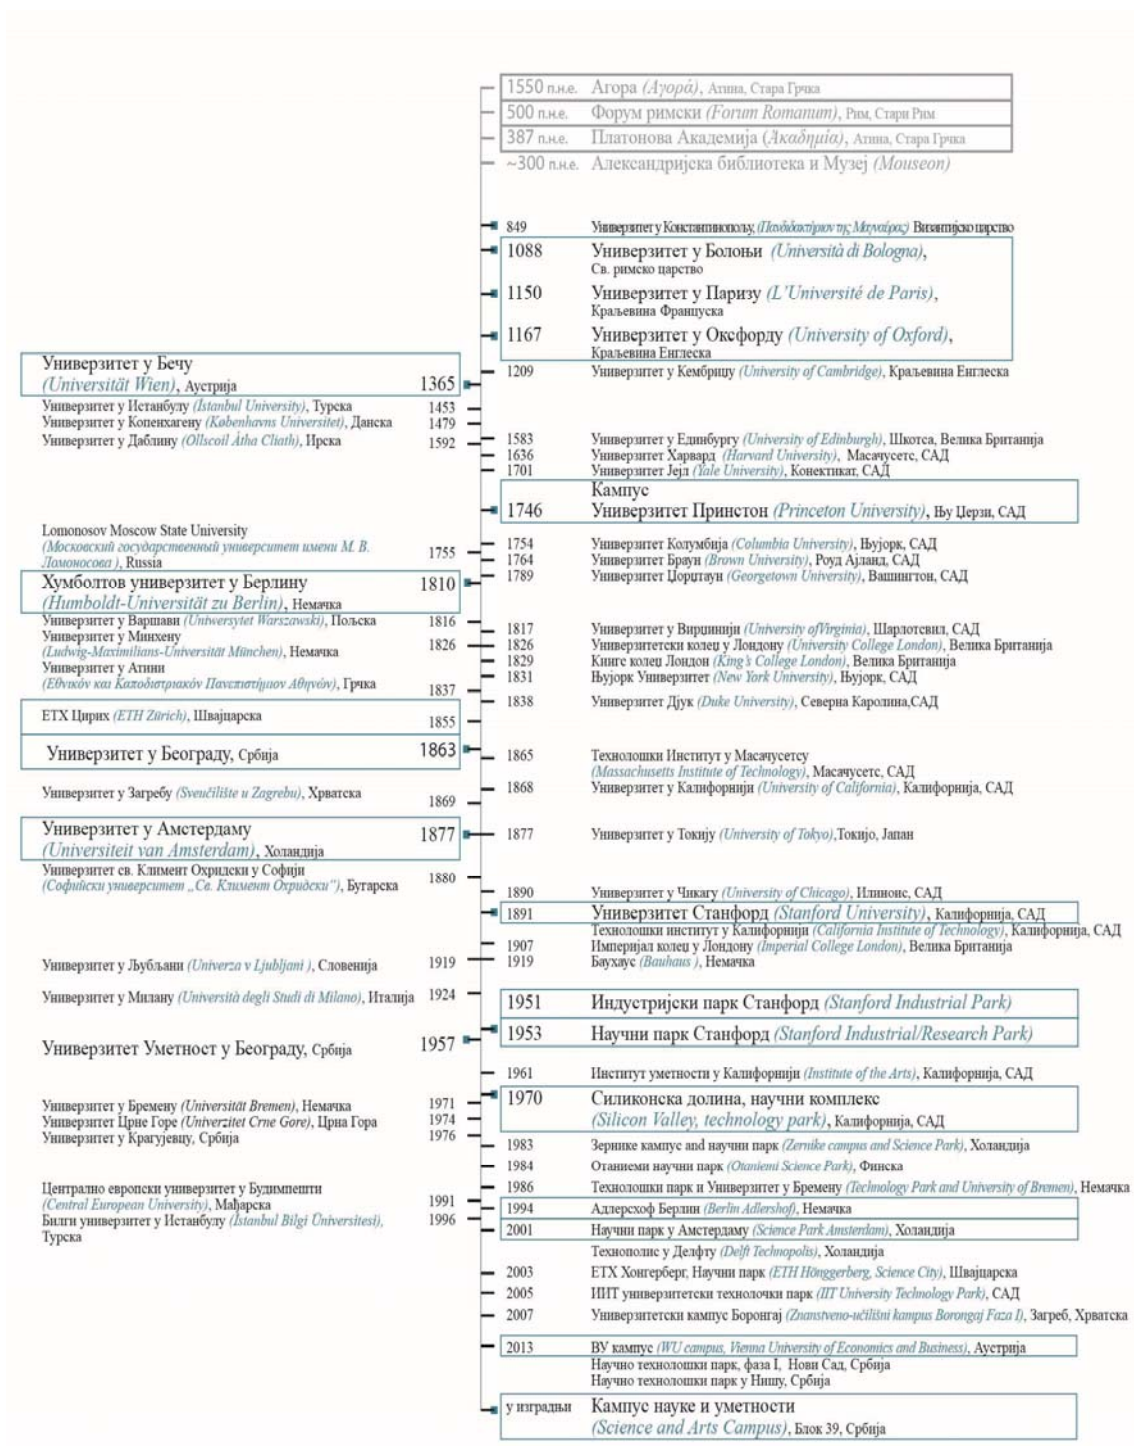 1550 п.н.е. Агора (Αγορά), Атина, Стара Грчка
500 п.н.е. Форум римски (Forum Romanum), Рим, Стари Рим
387 п.н.е. Платонова Академија (Ἀκαδημία), Атина, Стара Грчка
~300 п.н.е. Александријска библиотека и Музеј (Mouseon)
849 Универзитет у Константинопољу, (Πανδιδακτήριον της Μαγναύρας) Византијско царство
1088 Универзитет у Болоњи (Università di Bologna),
Св. римско царство
1150 Универзитет у Паризу (L'Université de Paris),
Краљевина Француска
1167 Универзитет у Оксфорду (University of Oxford),
Краљевина Енглеска
Универзитет у Бечу
(Universität Wien), Аустрија 1365
1209 Универзитет у Кембриџу (University of Cambridge), Краљевина Енглеска
Универзитет у Истанбулу (İstanbul University), Турска 1453
Универзитет у Копенхагену (Københavns Universitet), Данска 1479
Универзитет у Даблину (Ollscoil Átha Cliath), Ирска 1592
1583 Универзитет у Единбургу (University of Edinburgh), Шкотса, Велика Британија
1636 Универзитет Харвард (Harvard University), Масачусетс, САД
1701 Универзитет Јејл (Yale University), Конектикат, САД
Кампус
1746 Универзитет Принстон (Princeton University), Њу Џерзи, САД
Lomonosov Moscow State University
(Московский государственный университет имени М. В.
Ломоносова ), Russia 1755
1754 Универзитет Колумбија (Columbia University), Њујорк, САД
1764 Универзитет Браун (Brown University), Роуд Ајланд, САД
1789 Универзитет Џорџтаун (Georgetown University), Вашингтон, САД
Хумболтов универзитет у Берлину 1810
(Humboldt-Universität zu Berlin), Немачка
Универзитет у Варшави (Uniwersytet Warszawski), Пољска 1816
Универзитет у Минхену 1826
(Ludwig-Maximilians-Universität München), Немачка
Универзитет у Атини
(Εθνικόν και Καποδιστριακόν Πανεπιστήμιον Αθηνών), Грчка 1837
1817 Универзитет у Вирџинији (University ofVirginia), Шарлотсвил, САД
1826 Универзитетски колеџ у Лондону (University College London), Велика Британија
1829 Кингс колеџ Лондон (King's College London), Велика Британија
1831 Њујорк Универзитет (New York University), Њујорк, САД
1838 Универзитет Дјук (Duke University), Северна Каролина,САД
ЕТХ Цирих (ETH Zürich), Швајцарска 1855
Универзитет у Београду, Србија 1863
1865 Технолошки Институт у Масачусетсу
(Massachusetts Institute of Technology), Масачусетс, САД
1868 Универзитет у Калифорнији (University of California), Калифорнија, САД
Универзитет у Загребу (Sveučilište u Zagrebu), Хрватска 1869
Универзитет у Амстердаму 1877
(Universiteit van Amsterdam), Холандија
1877 Универзитет у Токију (University of Tokyo),Токијо, Јапан
Универзитет св. Климент Охридски у Софији 1880
(Софийски университет „Св. Климент Охридски“), Бугарска
1890 Универзитет у Чикагу (University of Chicago), Илиноис, САД
1891 Универзитет Станфорд (Stanford University), Калифорнија, САД
Технолошки институт у Калифорнији (California Institute of Technology), Калифорнија, САД
1907 Империјал колеџ у Лондону (Imperial College London), Велика Британија
1919 Баухаус (Bauhaus ), Немачка
Универзитет у Љубљани (Univerza v Ljubljani ), Словенија 1919
Универзитет у Милану (Università degli Studi di Milano), Италија 1924
1951 Индустријски парк Станфорд (Stanford Industrial Park)
1953 Научни парк Станфорд (Stanford Industrial/Research Park)
Универзитет Уметност у Београду, Србија 1957
1961 Институт уметности у Калифорнији (Institute of the Arts), Калифорнија, САД
1970 Силиконска долина, научни комплекс
(Silicon Valley, technology park), Калифорнија, САД
Универзитет у Бремену (Universität Bremen), Немачка 1971
Универзитет Црне Горе (Univerzitet Crne Gore), Црна Гора 1974
Универзитет у Крагујевцу, Србија 1976
1983 Зернике кампус and научни парк (Zernike campus and Science Park), Холандија
1984 Отаниеми научни парк (Otaniemi Science Park), Финска
1986 Технолошки парк и Универзитет у Бремену (Technology Park and University of Bremen), Немачка
Централно европски универзитет у Будимпешти
(Central European University), Мађарска 1991
Билги универзитет у Истанбулу (İstanbul Bilgi Üniversitesi), 1996
Турска
1994 Адлерсхоф Берлин (Berlin Adlershof), Немачка
2001 Научни парк у Амстердаму (Science Park Amsterdam), Холандија
Технополис у Делфту (Delft Technopolis), Холандија
2003 ЕТХ Хонгерберг, Научни парк (ETH Hönggerberg, Science City), Швајцарска
2005 ИИТ универзитетски технолочки парк (IIT University Technology Park), САД
2007 Универзитетски кампус Боронгај (Znanstveno-učilišni kampus Borongaj Faza I), Загреб, Хрватска
2013 ВУ кампус (WU campus, Vienna University of Economics and Business), Аустрија
Научно технолошки парк, фаза I, Нови Сад, Србија
Научно технолошки парк у Нишу, Србија
у изградњи Кампус науке и уметности
(Science and Arts Campus), Блок 39, Србија